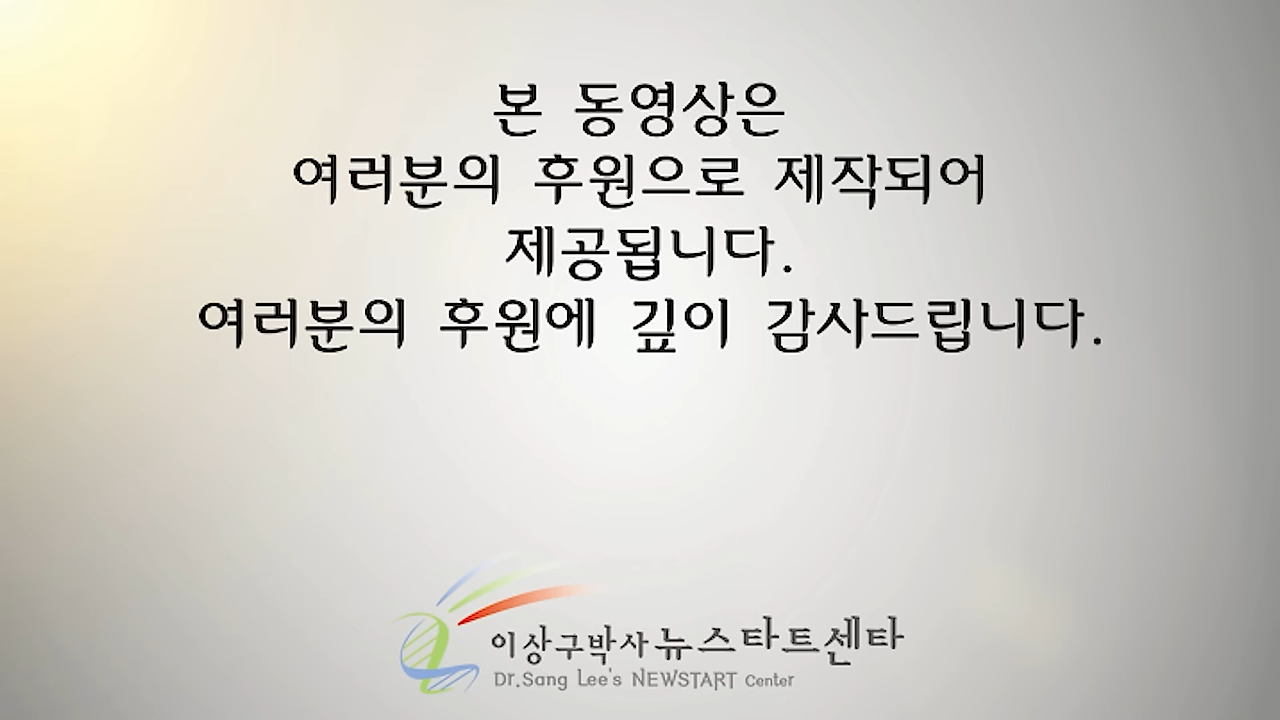 본 동영상은
여러분의 후원으로 제작되어
제공됩니다.
여러분의 후원에 깊이 감사드립니다.
이상구박사 뉴스타트센타
Dr.Sang Lee's NEWSTART Center